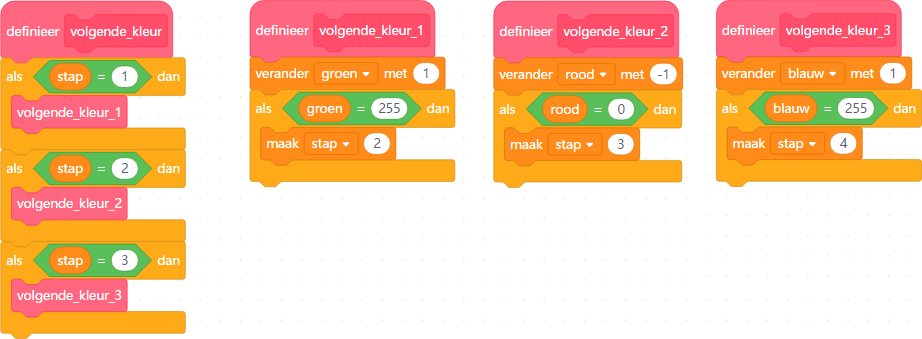 definieer volgende_kleur
als stap = 1 dan
volgende_kleur_1
als stap = 2 dan
volgende_kleur_2
als stap = 3 dan
volgende_kleur_3
definieer volgende_kleur_1
verander groen met 1
als groen = 255 dan
maak stap 2
definieer volgende_kleur_2
verander rood met -1
als rood = 0 dan
maak stap 3
definieer volgende_kleur_3
verander blauw met 1
als blauw = 255 dan
maak stap 4